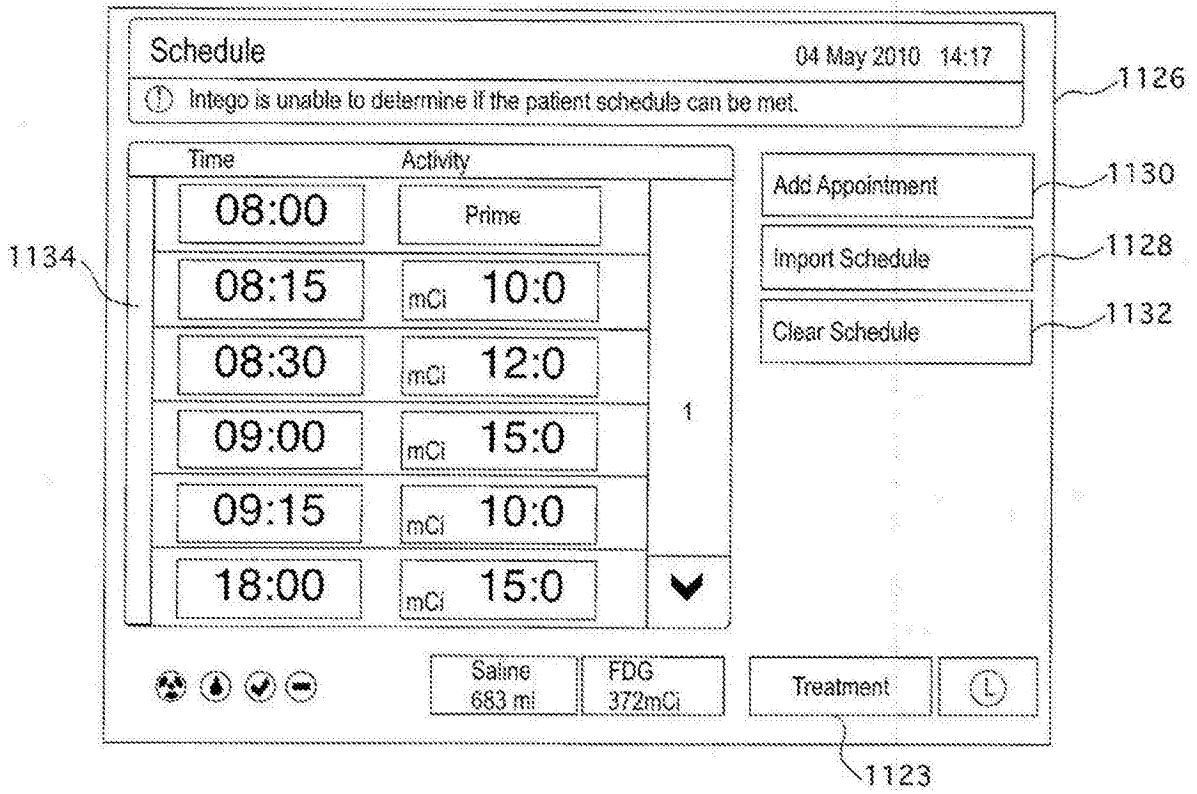 Schedule
04 May 2010 14:17
Intego is unable to determine if the patient schedule can be met.
1126
Time Activity
08:00 Prime
08:15 mCi 10:0
08:30 mCi 12:0
09:00 mCi 15:0
09:15 mCi 10:0
18:00 mCi 15:0
1
1134
Add Appointment
1130
Import Schedule
1128
Clear Schedule
1132
Saline
683 ml
FDG
372mCi
Treatment
L
1123